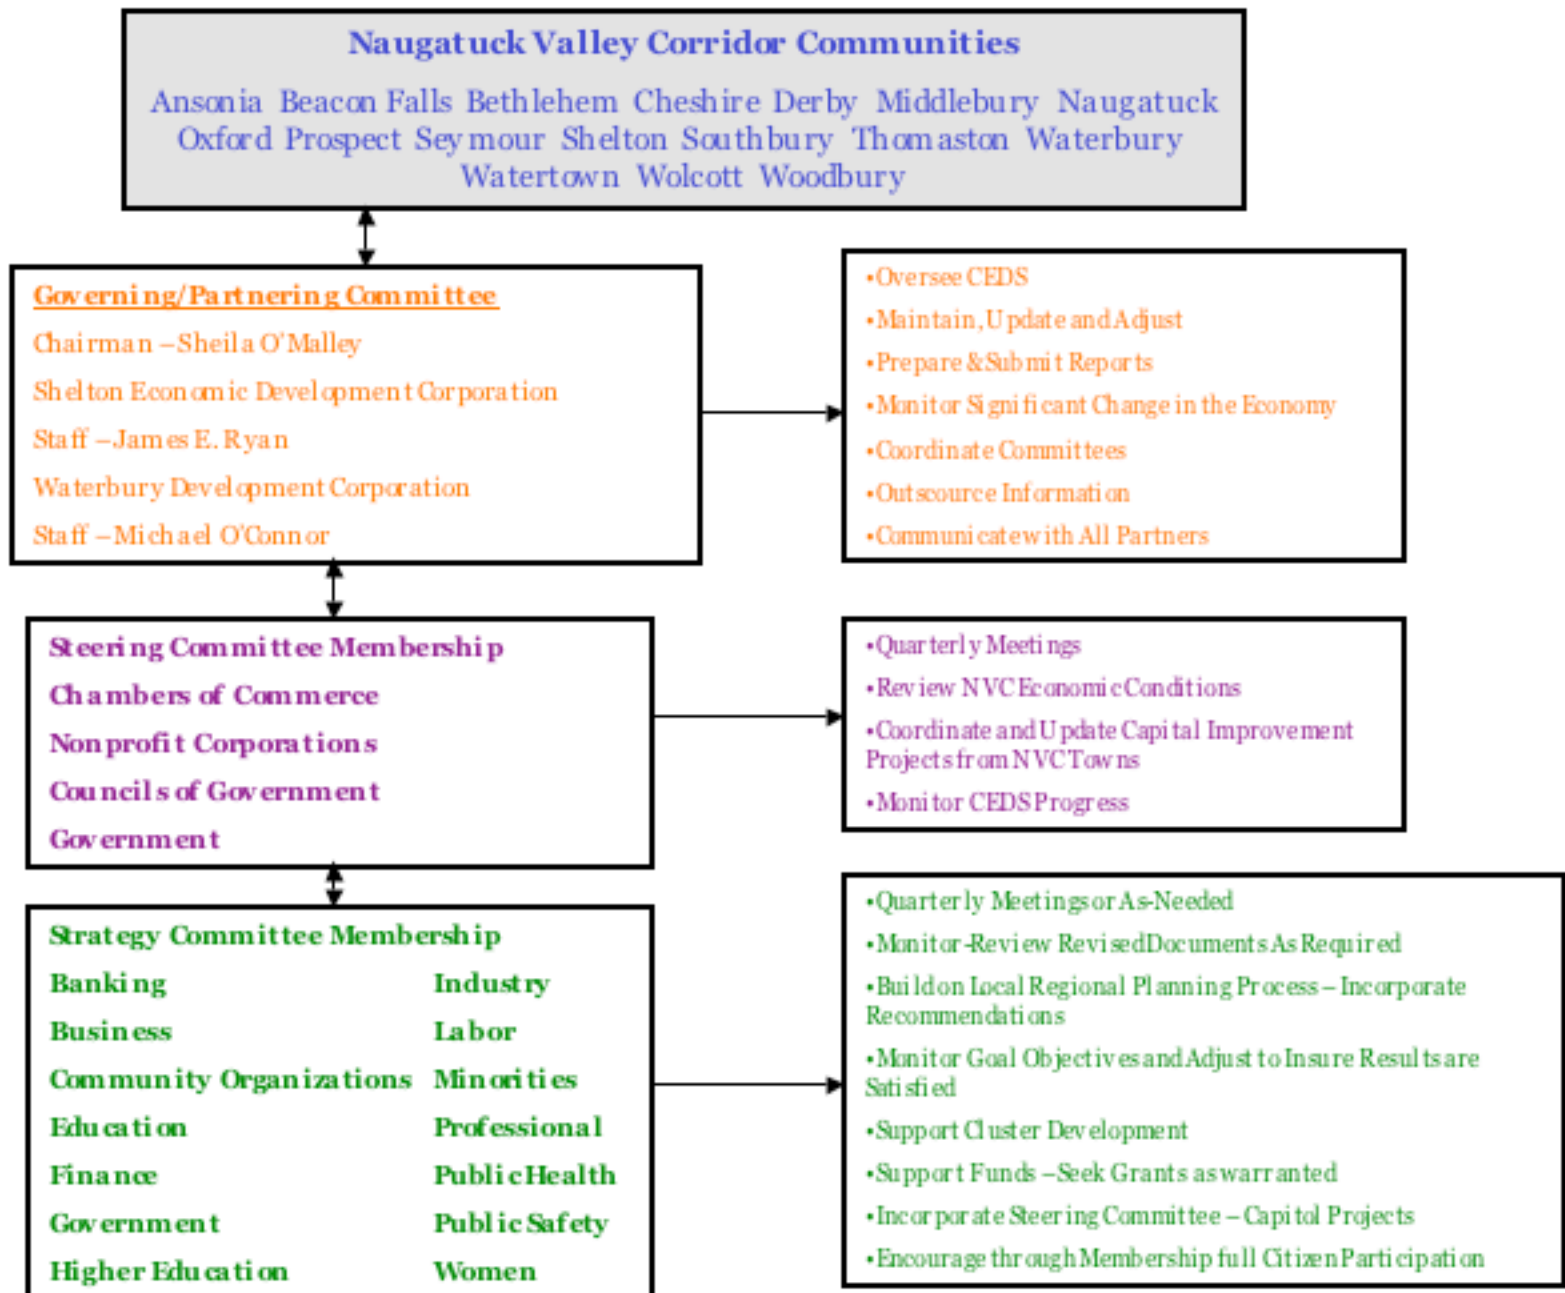 Naugatuck Valley Corridor Communities
Ansonia Beacon Falls Bethlehem Cheshire Derby Middlebury Naugatuck
Oxford Prospect Seymour Shelton Southbury Thomaston Waterbury
Watertown Wolcott Woodbury
Governing/Partnering Committee
Chairman – Sheila O'Malley
Shelton Economic Development Corporation
Staff – James E. Ryan
Waterbury Development Corporation
Staff – Michael O'Connor
•Oversee CEDS
•Maintain, Update and Adjust
•Prepare & Submit Reports
•Monitor Significant Change in the Economy
•Coordinate Committees
•Outscource Information
•Communicate with All Partners
Steering Committee Membership
Chambers of Commerce
Nonprofit Corporations
Councils of Government
Government
•Quarterly Meetings
•Review NVC Economic Conditions
•Coordinate and Update Capital Improvement
Projects from NVC Towns
•Monitor CEDS Progress
Strategy Committee Membership
Banking Industry
Business Labor
Community Organizations Minorities
Education Professional
Finance Public Health
Government Public Safety
Higher Education Women
•Quarterly Meetings or As-Needed
•Monitor-Review Revised Documents As Required
•Build on Local Regional Planning Process – Incorporate
Recommendations
•Monitor Goal Objectives and Adjust to Insure Results are
Satisfied
•Support Cluster Development
•Support Funds – Seek Grants as warranted
•Incorporate Steering Committee – Capitol Projects
•Encourage through Membership full Citizen Participation